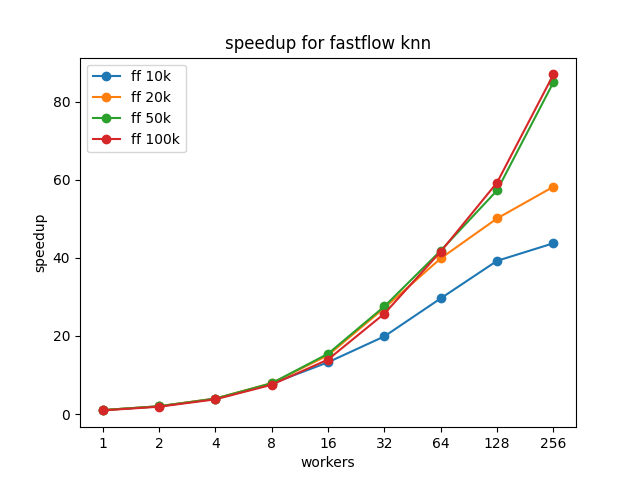 speedup for fastflow knn
ff 10k
ff 20k
ff 50k
ff 100k
speedup
80
60
40
20
0
1 2 4 8 16 32 64 128 256
workers